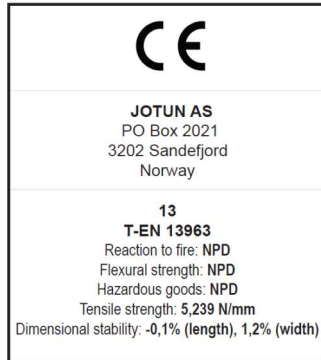 CE
JOTUN AS
PO Box 2021
3202 Sandefjord
Norway
13
T-EN 13963
Reaction to fire: NPD
Flexural strength: NPD
Hazardous goods: NPD
Tensile strength: 5,239 N/mm
Dimensional stability: -0,1% (length), 1,2% (width)